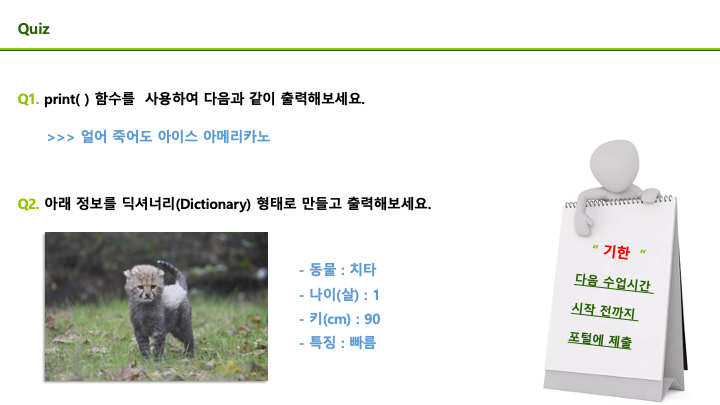 Quiz
Q1. print( ) 함수를 사용하여 다음과 같이 출력해보세요.
>>> 얼어 죽어도 아이스 아메리카노
Q2. 아래 정보를 딕셔너리(Dictionary) 형태로 만들고 출력해보세요.
- 동물 : 치타
- 나이(살) : 1
- 키(cm) : 90
- 특징 : 빠름
“ 기한 ”
다음 수업시간
시작 전까지
포털에 제출